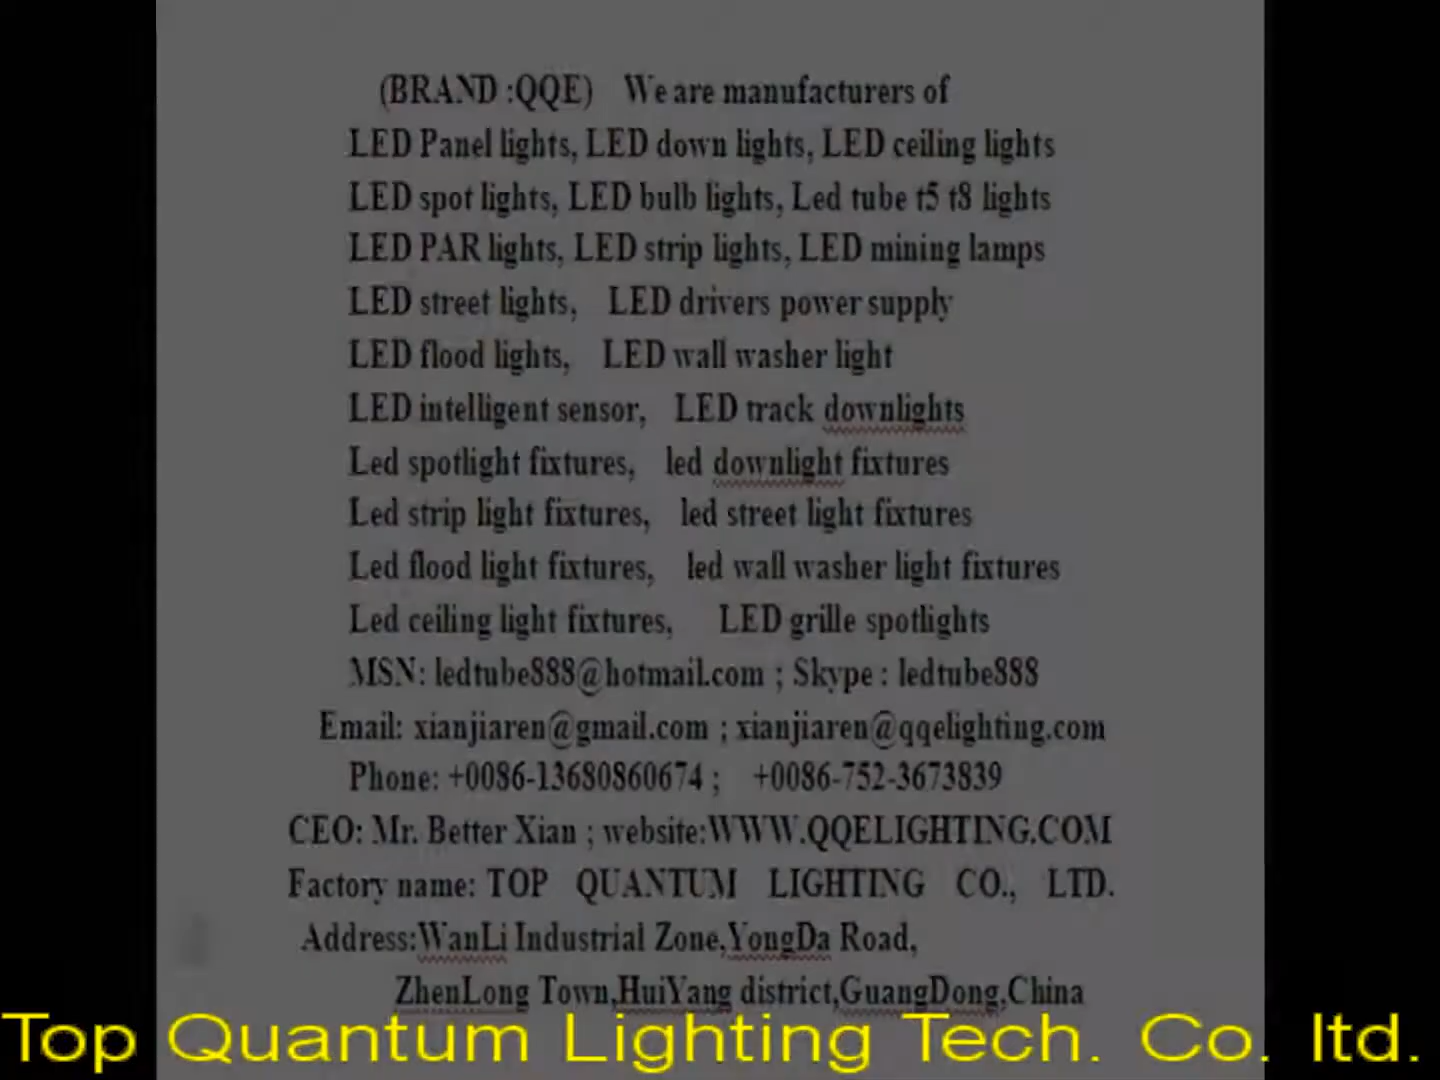 (BRAND :QQE) We are manufacturers of
LED Panel lights, LED down lights, LED ceiling lights
LED spot lights, LED bulb lights, Led tube t5 t8 lights
LED PAR lights, LED strip lights, LED mining lamps
LED street lights, LED drivers power supply
LED flood lights, LED wall washer light
LED intelligent sensor, LED track downlights
Led spotlight fixtures, led downlight fixtures
Led strip light fixtures, led street light fixtures
Led flood light fixtures, led wall washer light fixtures
Led ceiling light fixtures, LED grille spotlights
MSN: ledtube888@hotmail.com ; Skype : ledtube888
Email: xianjiaren@gmail.com ; xianjiaren@qqelighting.com
Phone: +0086-13680860674 ; +0086-752-3673839
CEO: Mr. Better Xian ; website:WWW.QQELIGHTING.COM
Factory name: TOP QUANTUM LIGHTING CO., LTD.
Address:WanLi Industrial Zone,YongDa Road,
ZhenLong Town,HuiYang district,GuangDong,China
Top Quantum Lighting Tech. Co. ltd.